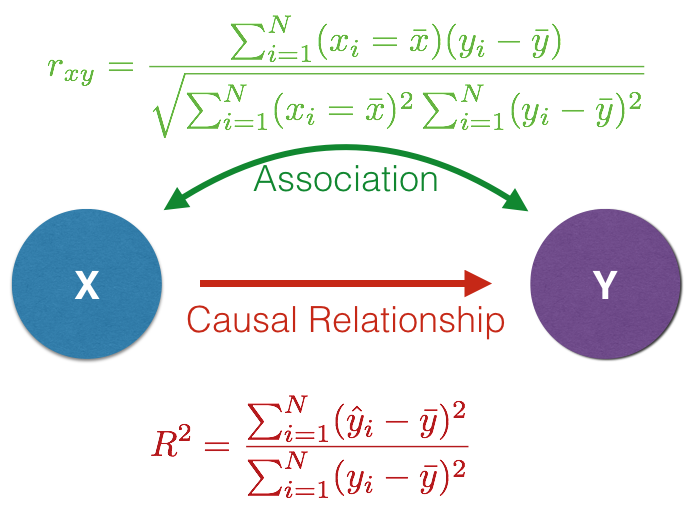 r_{xy} = \frac{\sum_{i=1}^{N}(x_i = \bar{x})(y_i - \bar{y})}{\sqrt{\sum_{i=1}^{N}(x_i = \bar{x})^2 \sum_{i=1}^{N}(y_i - \bar{y})^2}}
Association
X
Y
Causal Relationship
R^2 = \frac{\sum_{i=1}^{N}(\hat{y}_i - \bar{y})^2}{\sum_{i=1}^{N}(y_i - \bar{y})^2}